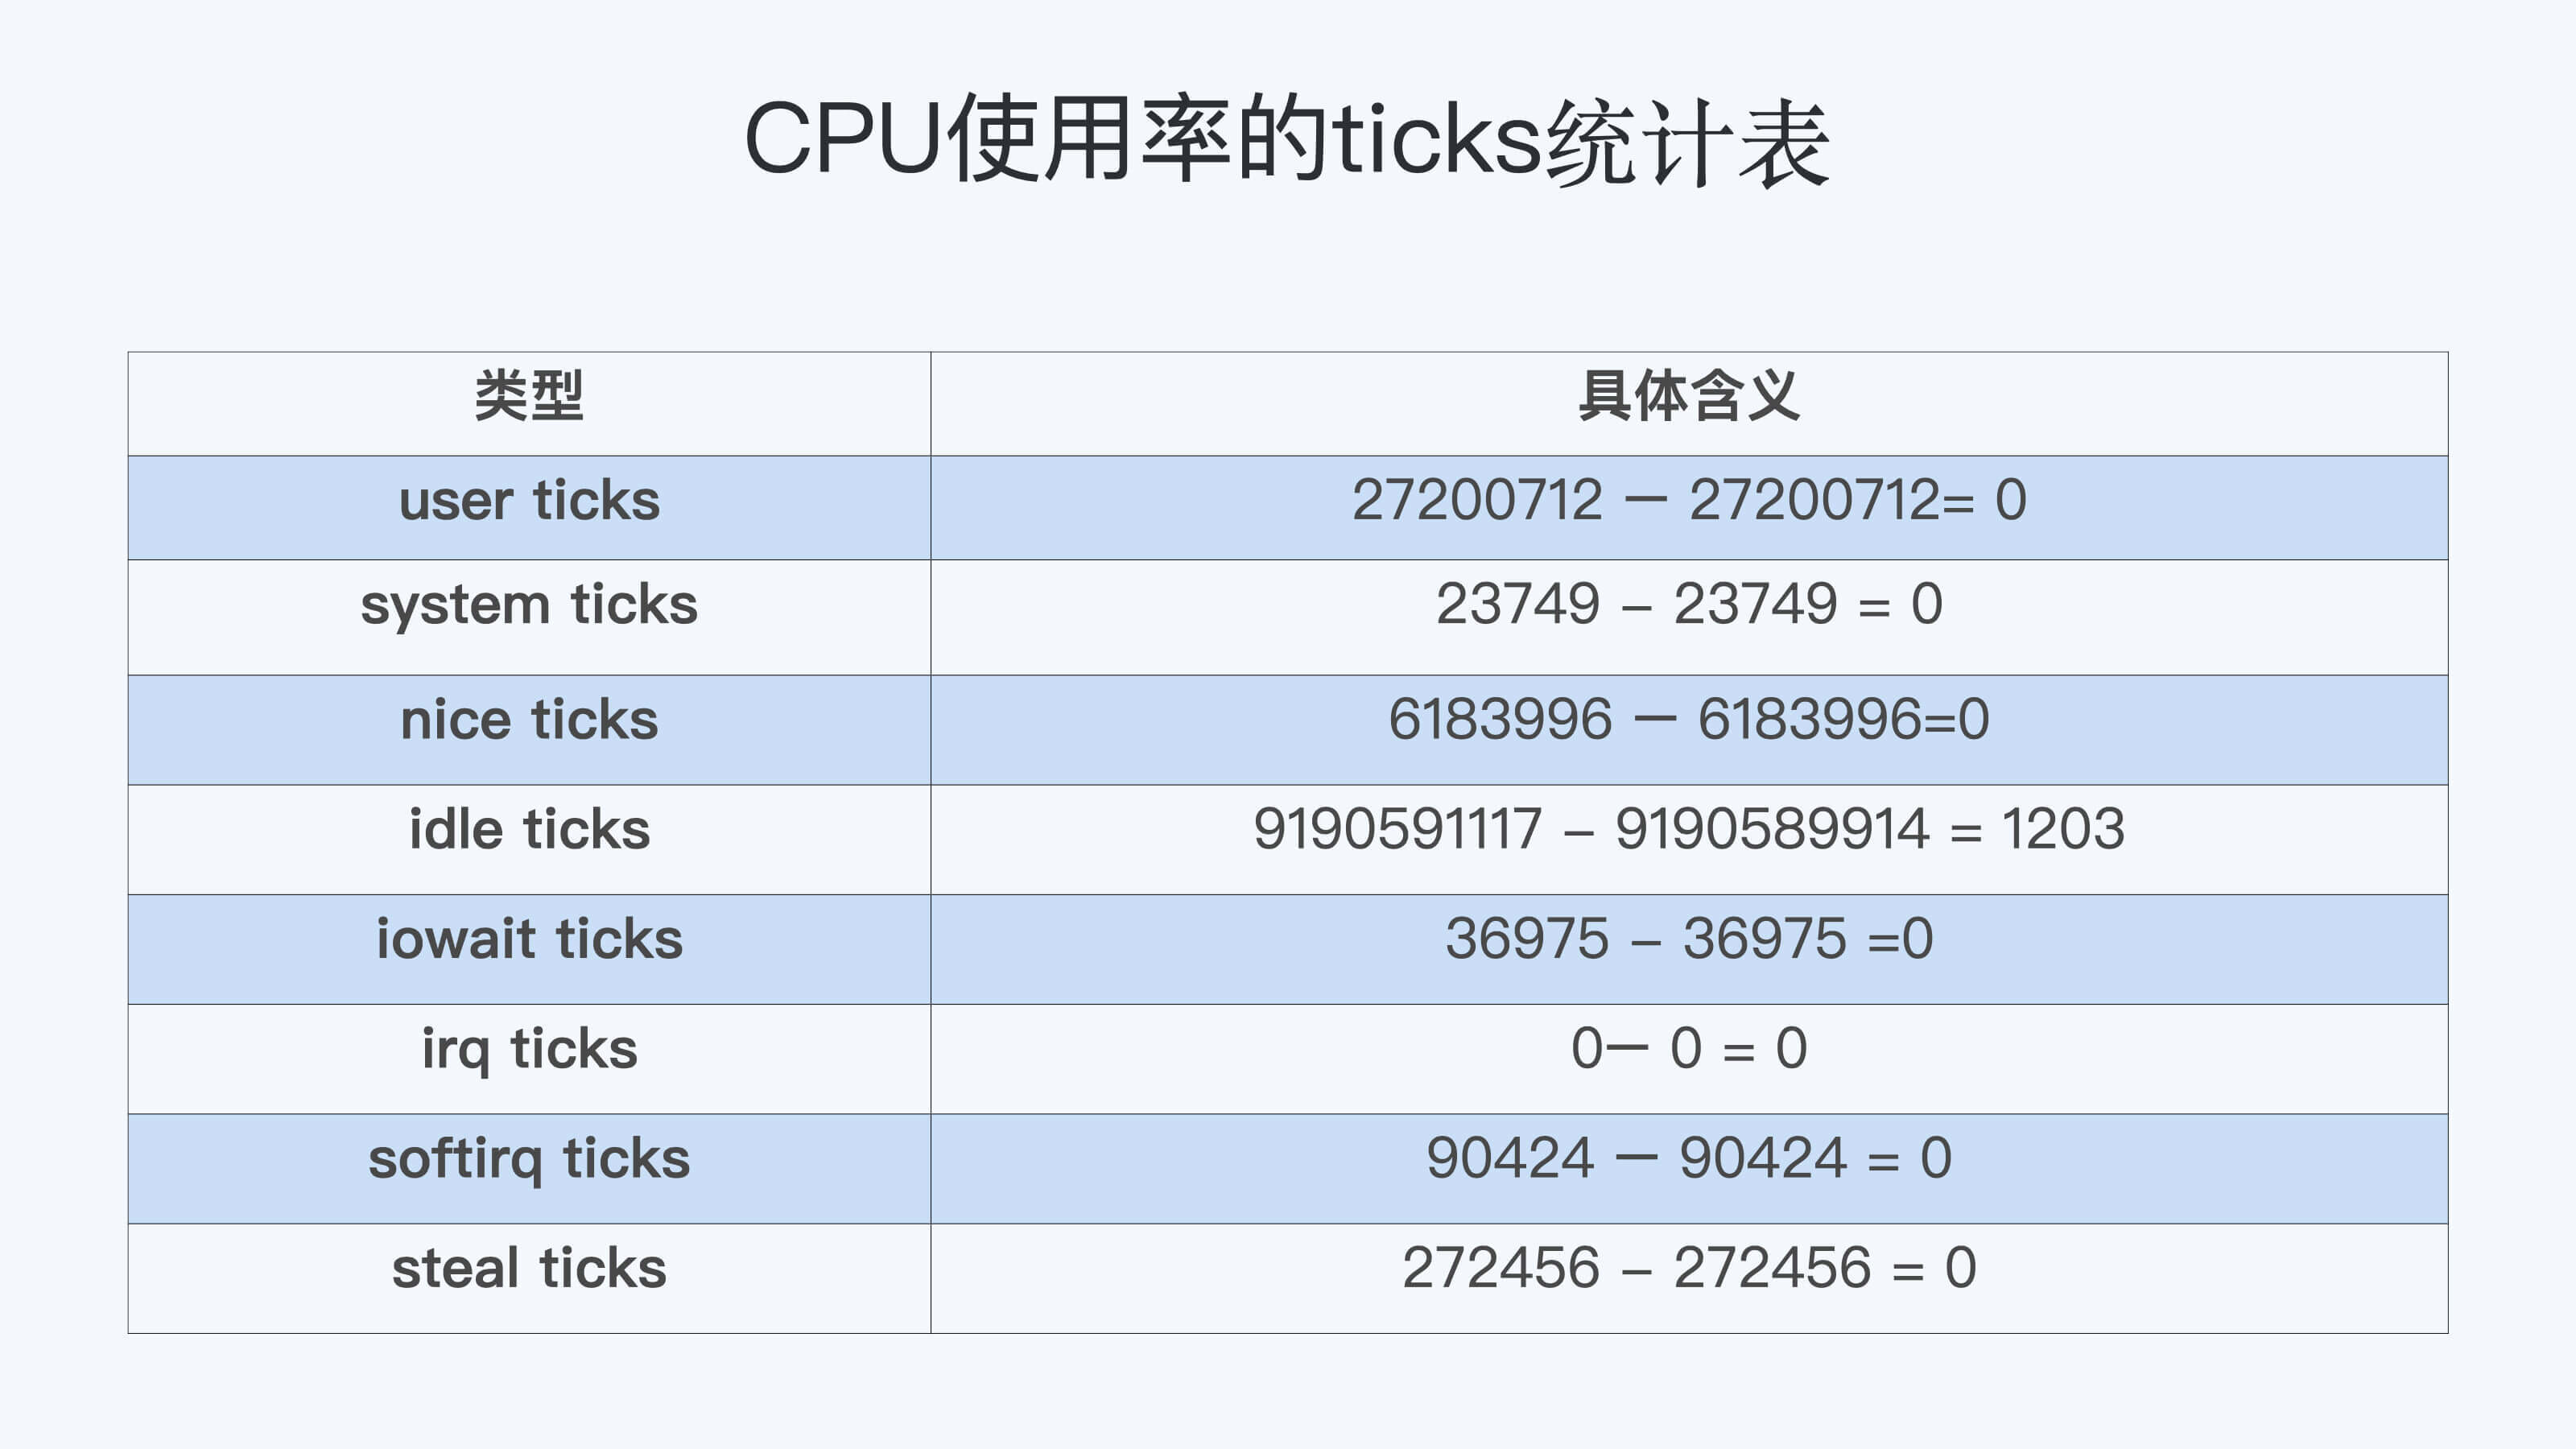 CPU使用率的ticks统计表
类型 具体含义
user ticks 27200712 — 27200712= 0
system ticks 23749 – 23749 = 0
nice ticks 6183996 — 6183996=0
idle ticks 9190591117 – 9190589914 = 1203
iowait ticks 36975 – 36975 =0
irq ticks 0— 0 = 0
softirq ticks 90424 — 90424 = 0
steal ticks 272456 – 272456 = 0